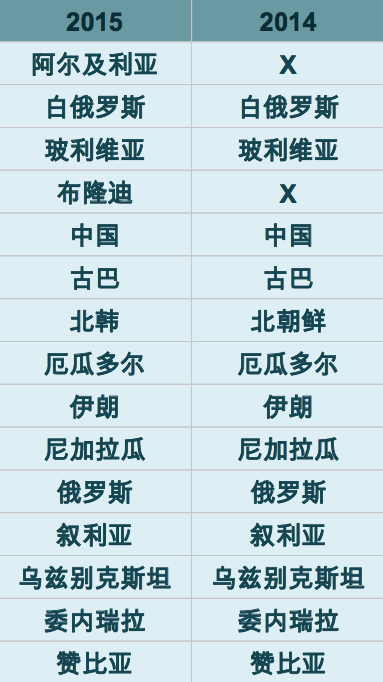 2015 2014
阿尔及利亚 X
白俄罗斯 白俄罗斯
玻利维亚 玻利维亚
布隆迪 X
中国 中国
古巴 古巴
北韩 北朝鲜
厄瓜多尔 厄瓜多尔
伊朗 伊朗
尼加拉瓜 尼加拉瓜
俄罗斯 俄罗斯
叙利亚 叙利亚
乌兹别克斯坦 乌兹别克斯坦
委内瑞拉 委内瑞拉
赞比亚 赞比亚